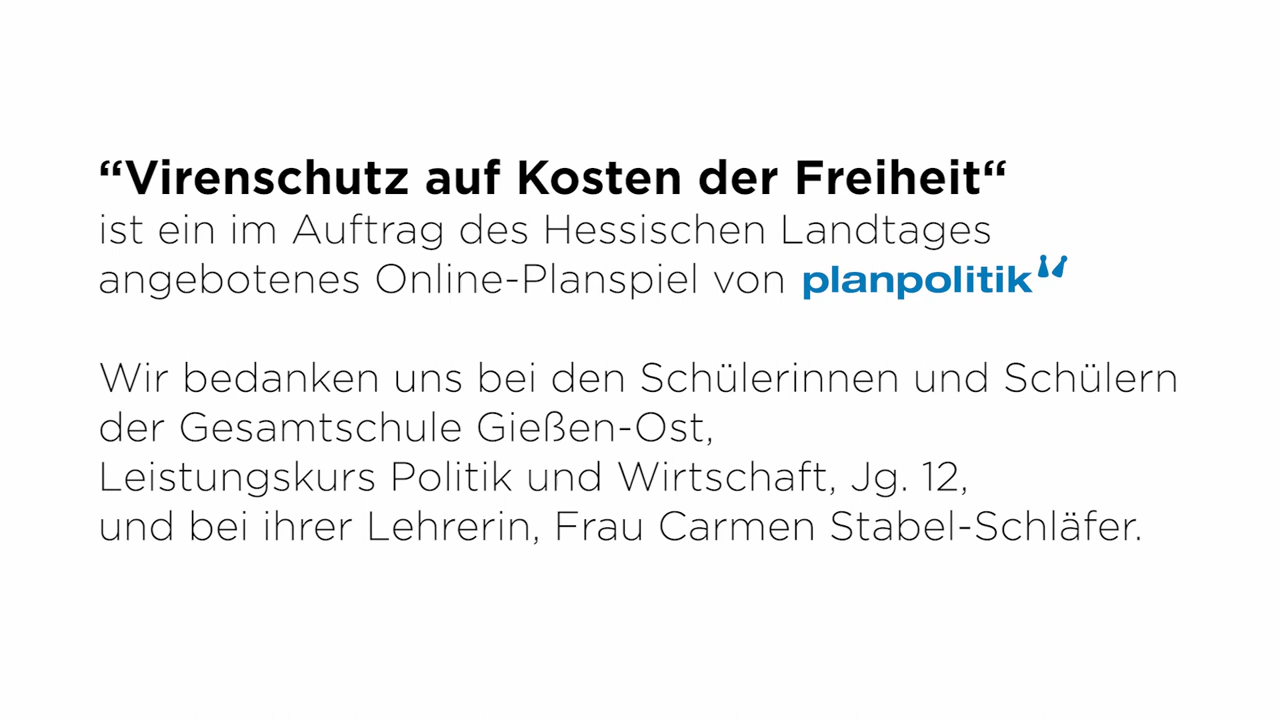 “Virenschutz auf Kosten der Freiheit“
ist ein im Auftrag des Hessischen Landtages
angebotenes Online-Planspiel von planpolitik
Wir bedanken uns bei den Schülerinnen und Schülern
der Gesamtschule Gießen-Ost,
Leistungskurs Politik und Wirtschaft, Jg. 12,
und bei ihrer Lehrerin, Frau Carmen Stabel-Schläfer.